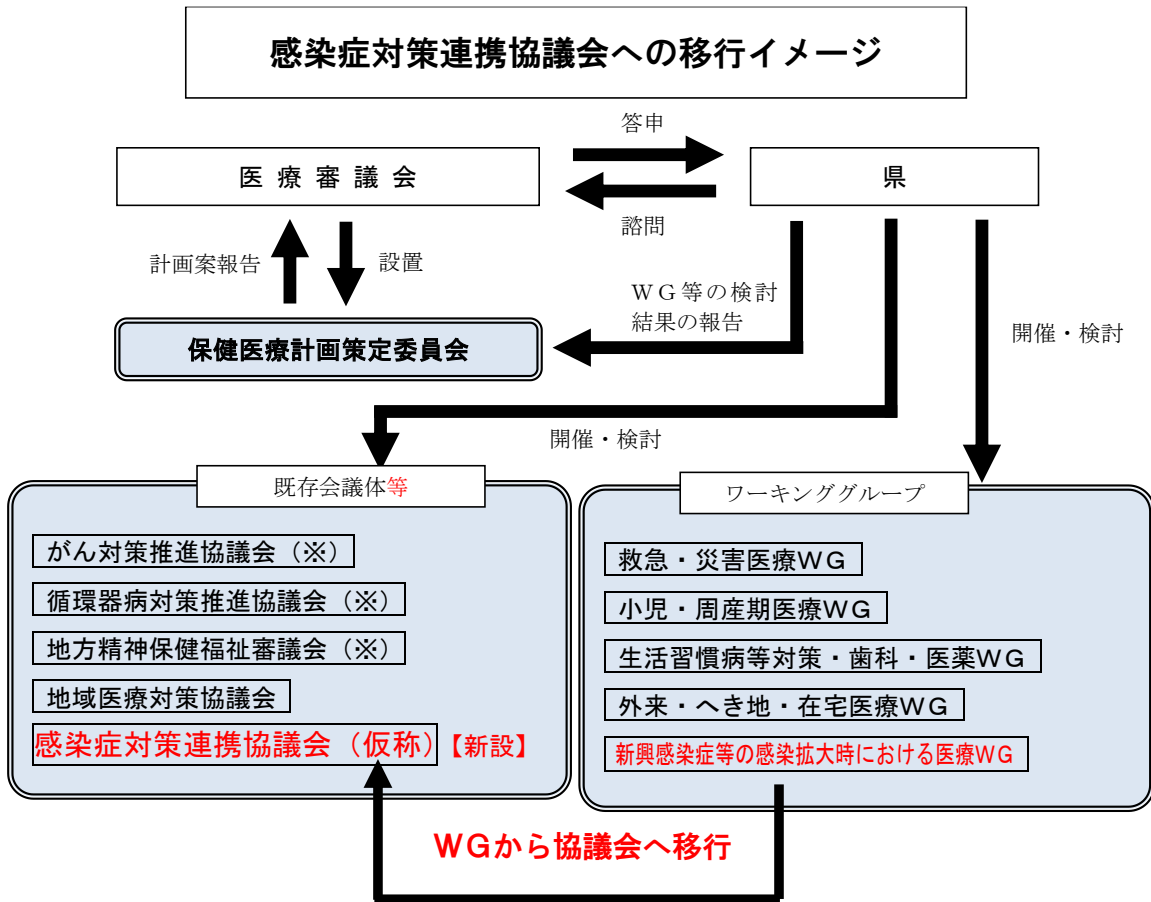 感染症対策連携協議会への移行イメージ
答申
医療審議会
県
諮問
計画案報告
設置
ＷＧ等の検討
結果の報告
保健医療計画策定委員会
開催・検討
開催・検討
既存会議体等
がん対策推進協議会（※）
循環器病対策推進協議会（※）
地方精神保健福祉審議会（※）
地域医療対策協議会
感染症対策連携協議会（仮称）【新設】
ワーキンググループ
救急・災害医療ＷＧ
小児・周産期医療ＷＧ
生活習慣病等対策・歯科・医薬ＷＧ
外来・へき地・在宅医療ＷＧ
新興感染症等の感染拡大時における医療WG
WGから協議会へ移行